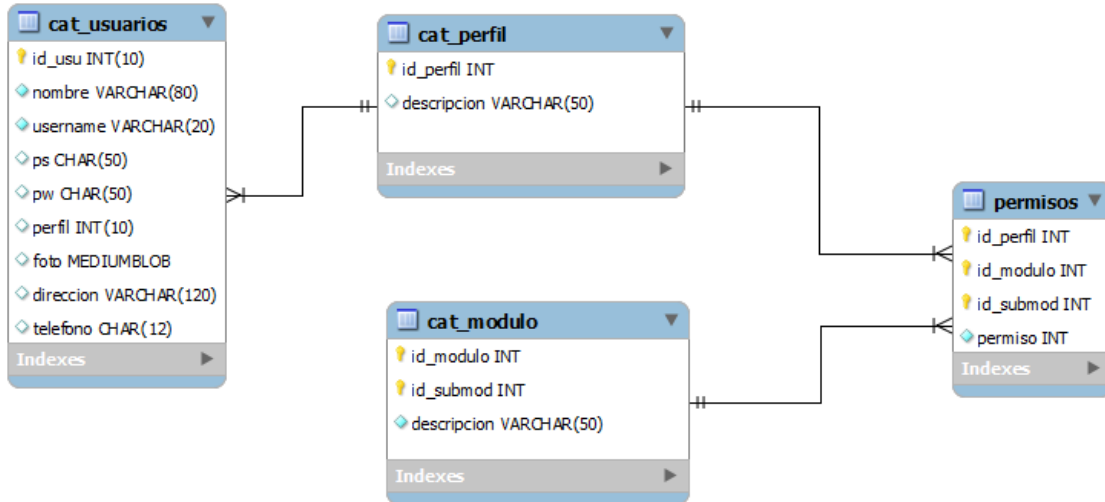 cat_usuarios
id_usu INT(10)
nombre VARCHAR(80)
username VARCHAR(20)
ps CHAR(50)
pw CHAR(50)
perfil INT(10)
foto MEDIUMBLOB
direccion VARCHAR(120)
telefono CHAR(12)
Indexes
cat_perfil
id_perfil INT
descripcion VARCHAR(50)
Indexes
cat_modulo
id_modulo INT
id_submod INT
descripcion VARCHAR(50)
Indexes
permisos
id_perfil INT
id_modulo INT
id_submod INT
permiso INT
Indexes